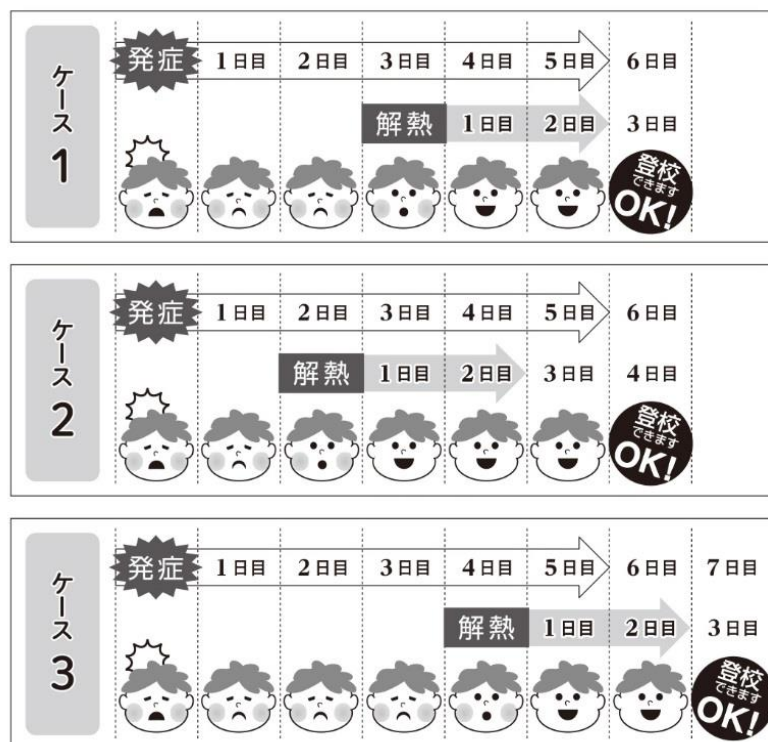 ケース1
発症 1日目 2日目 3日目 4日目 5日目 6日目
解熱 1日目 2日目 3日目
登校
できます
OK!
ケース2
発症 1日目 2日目 3日目 4日目 5日目 6日目
解熱 1日目 2日目 3日目 4日目
登校
できます
OK!
ケース3
発症 1日目 2日目 3日目 4日目 5日目 6日目 7日目
解熱 1日目 2日目 3日目
登校
できます
OK!